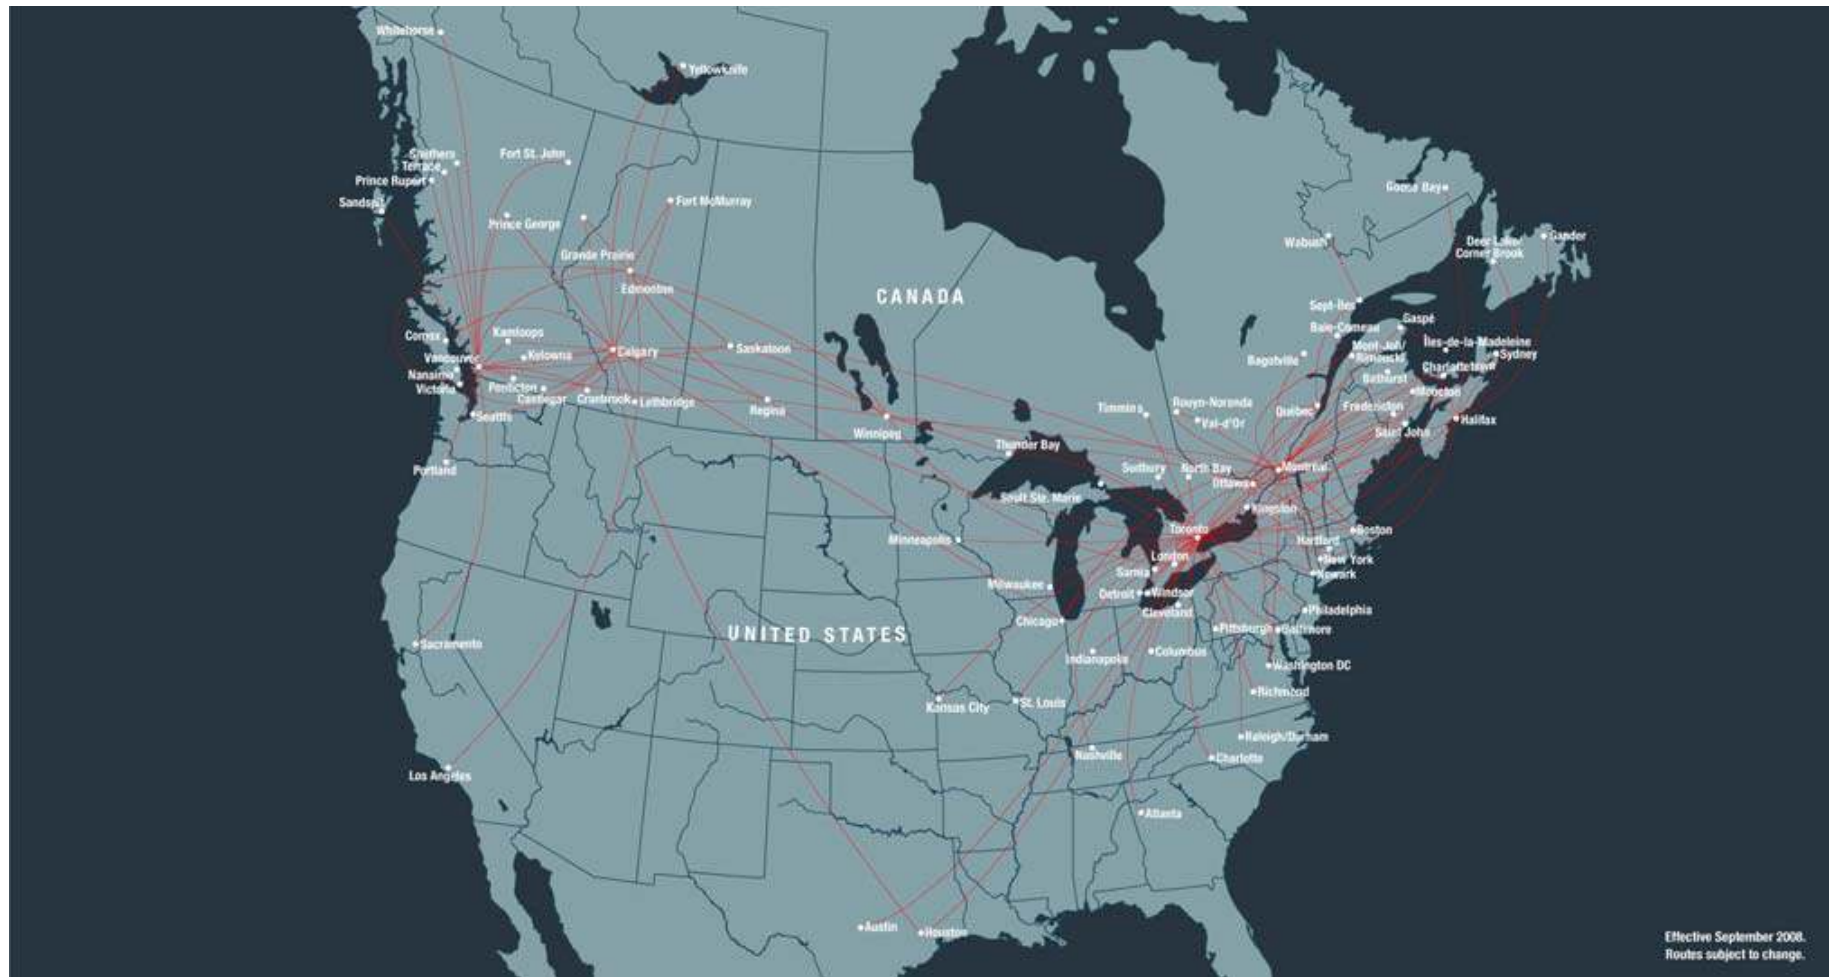 Whitehorse
Yellowknife
Smithers
Terrace
Prince Rupert
Sandspit
Fort St. John
Fort McMurray
Prince George
Goose Bay
Wabush
Deer Lake/
Corner Brook
Gander
Grande Prairie
Edmonton
CANADA
Sept-Îles
Gaspé
Baie-Comeau
Îles-de-la-Madeleine
Comox
Kamloops
Vancouver
Kelowna
Calgary
Saskatoon
Bagotville
Mont-Joli/
Rimouski
Sydney
Charlottetown
Bathurst
Nanaimo
Victoria
Penticton
Castlegar
Cranbrook
Lethbridge
Regina
Moncton
Seattle
Timmins
Rouyn-Noranda
Val-d'Or
Québec
Fredericton
Halifax
Saint John
Winnipeg
Thunder Bay
Portland
Sudbury
North Bay
Montréal
Ottawa
Sault Ste. Marie
Kingston
Toronto
Boston
Minneapolis
Hartford
London
New York
Sarnia
Newark
Milwaukee
Detroit
Windsor
Cleveland
Philadelphia
Chicago
UNITED STATES
Pittsburgh
Baltimore
Sacramento
Indianapolis
Columbus
Washington DC
Kansas City
St. Louis
Richmond
Raleigh/Durham
Nashville
Charlotte
Los Angeles
Atlanta
Austin
Houston
Effective September 2008.
Routes subject to change.